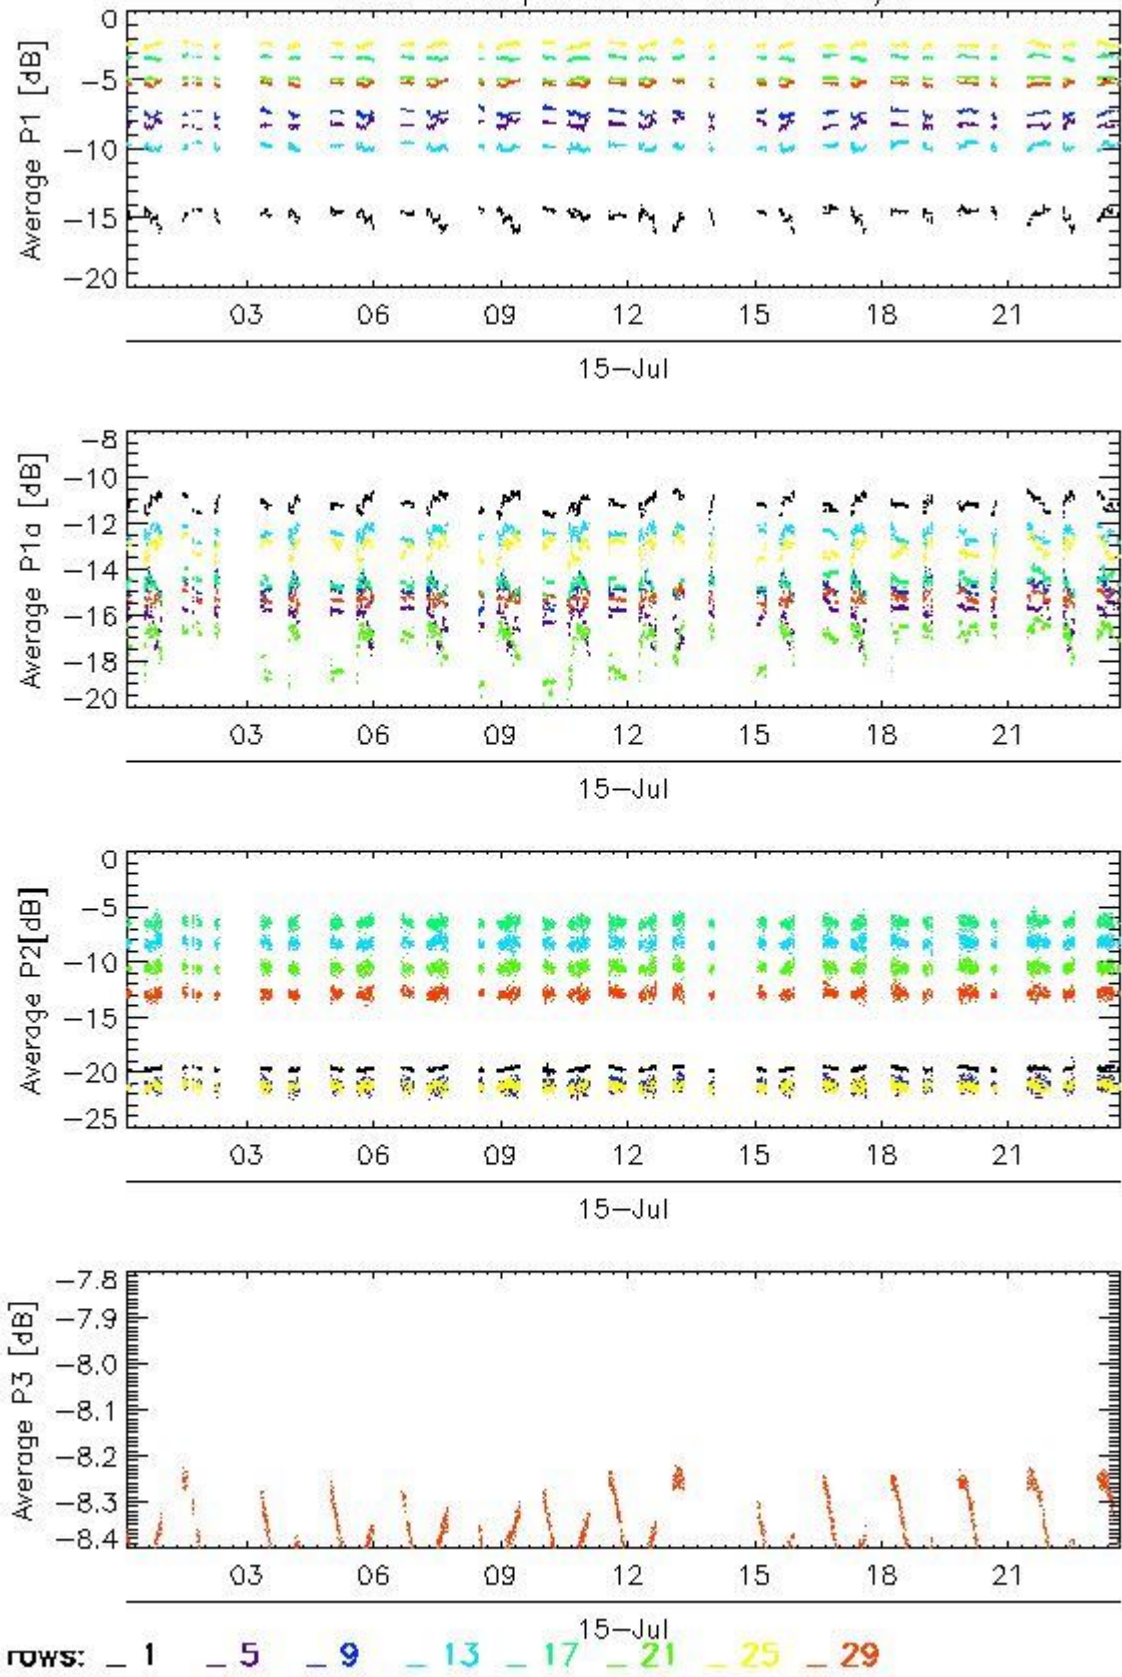 0
−5
−10
−15
−20
Average P1 [dB]
03 06 09 12 15 18 21
15−Jul
−8
−10
−12
−14
−16
−18
−20
Average P1a [dB]
03 06 09 12 15 18 21
15−Jul
0
−5
−10
−15
−20
−25
Average P2[dB]
03 06 09 12 15 18 21
15−Jul
−7.8
−7.9
−8.0
−8.1
−8.2
−8.3
−8.4
Average P3 [dB]
03 06 09 12 15 18 21
15−Jul
rows: _ 1 _ 5 _ 9 _ 13 _ 17 _ 21 _ 25 _ 29